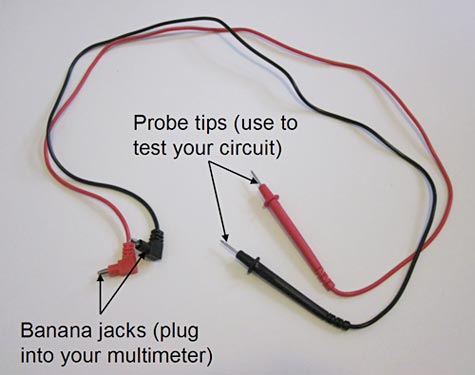 Probe tips (use to
test your circuit)
Banana jacks (plug
into your multimeter)